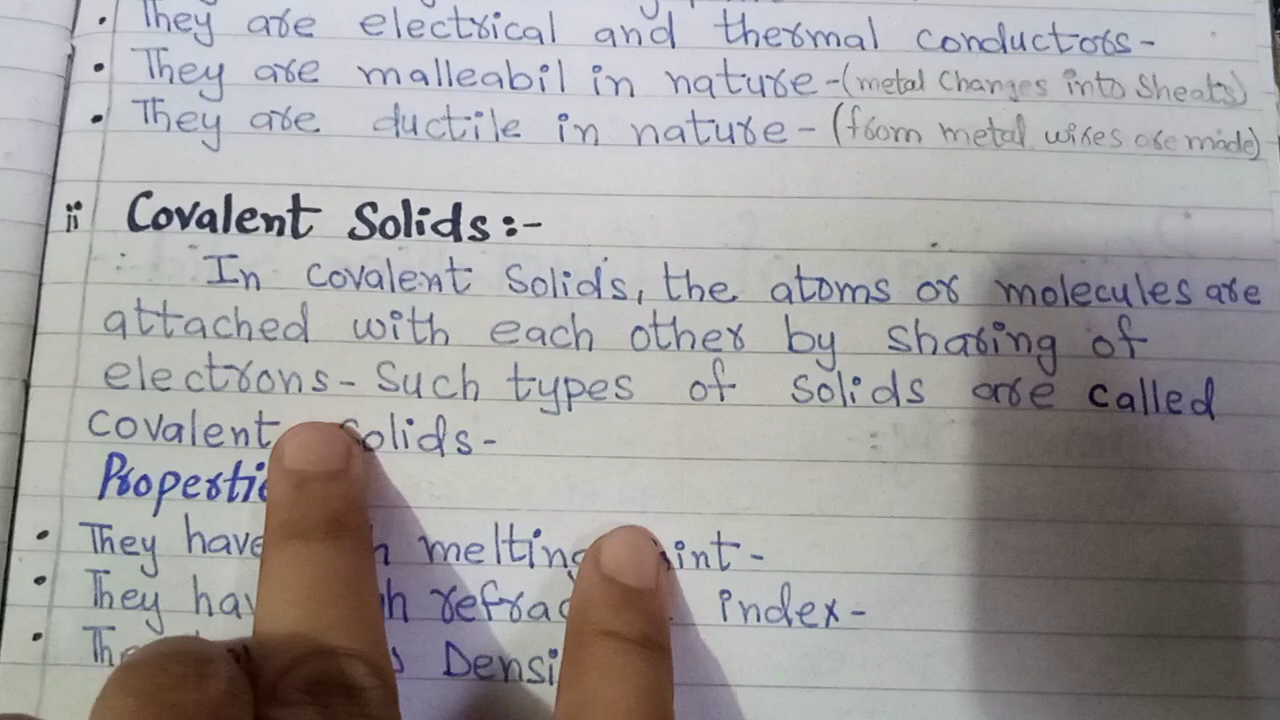 They are electrical and thermal conductors-
• They are malleabil in nature-(metal Changes into Sheats)
• They are ductile in nature-(from metal wires are made)
ii Covalent Solids:-
In covalent Solids, the atoms or molecules are
attached with each other by sharing of
electrons- Such types of solids are called
covalent solids-
• They have melting
• They refrac index-
• Densi